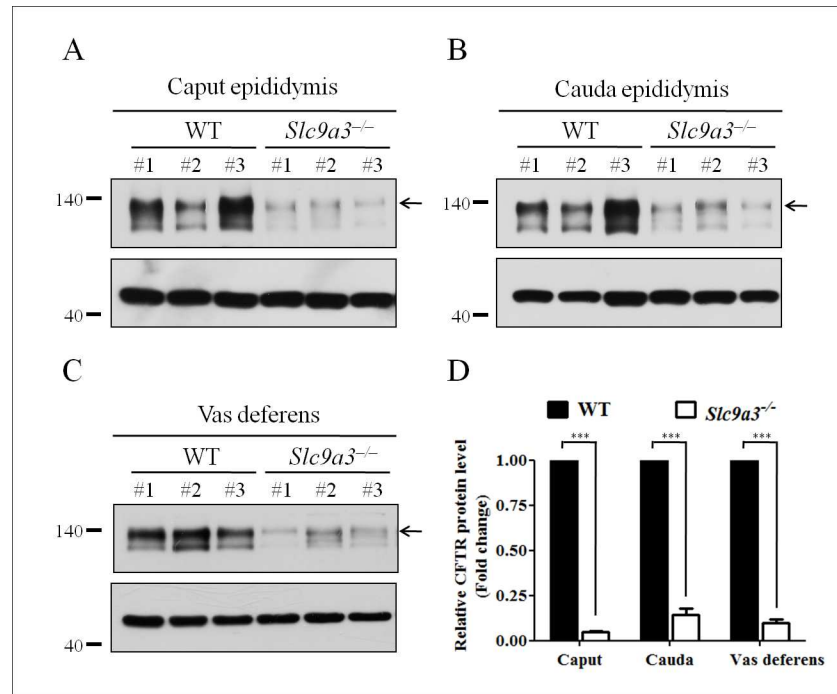 A
Caput epididymis
WT Slc9a3–/–
#1 #2 #3 #1 #2 #3
140
40
B
Cauda epididymis
WT Slc9a3–/–
#1 #2 #3 #1 #2 #3
140
40
C
Vas deferens
WT Slc9a3–/–
#1 #2 #3 #1 #2 #3
140
40
D
WT Slc9a3-/-
*** *** ***
Relative CFTR protein level
(Fold change)
1.00
0.75
0.50
0.25
0.00
Caput Cauda Vas deferens